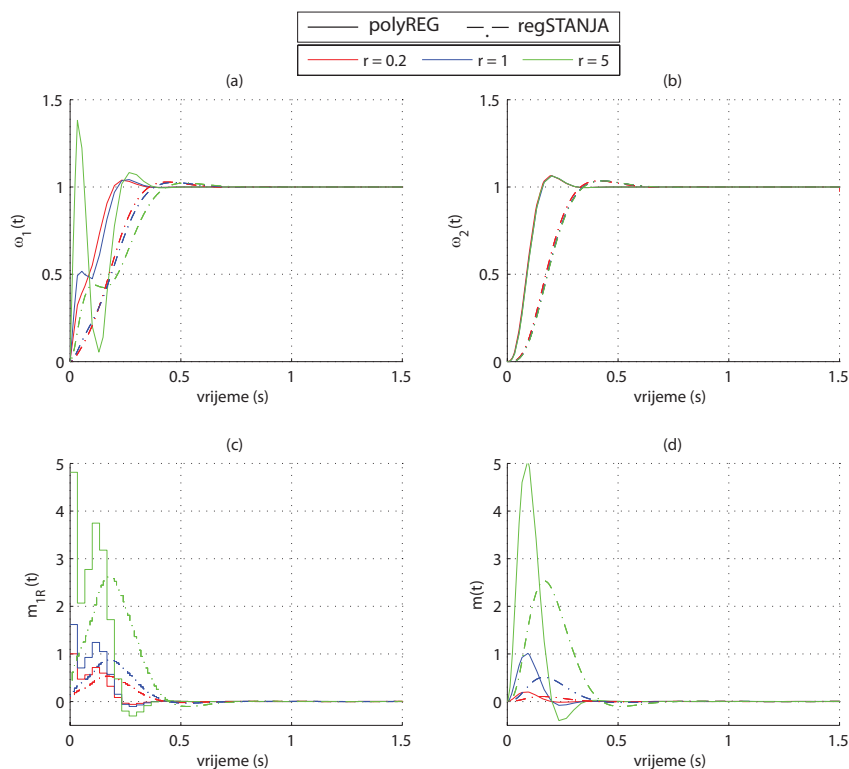 polyREG regSTANJA
r = 0.2 r = 1 r = 5
(a) (b)
1.5 1.5
1 1
ω1(t) ω2(t)
0.5 0.5
0 0
0 0.5 1 1.5 0 0.5 1 1.5
vrijeme (s) vrijeme (s)
(c) (d)
5 5
4 4
3 3
m1R(t) m(t)
2 2
1 1
0 0
0 0.5 1 1.5 0 0.5 1 1.5
vrijeme (s) vrijeme (s)